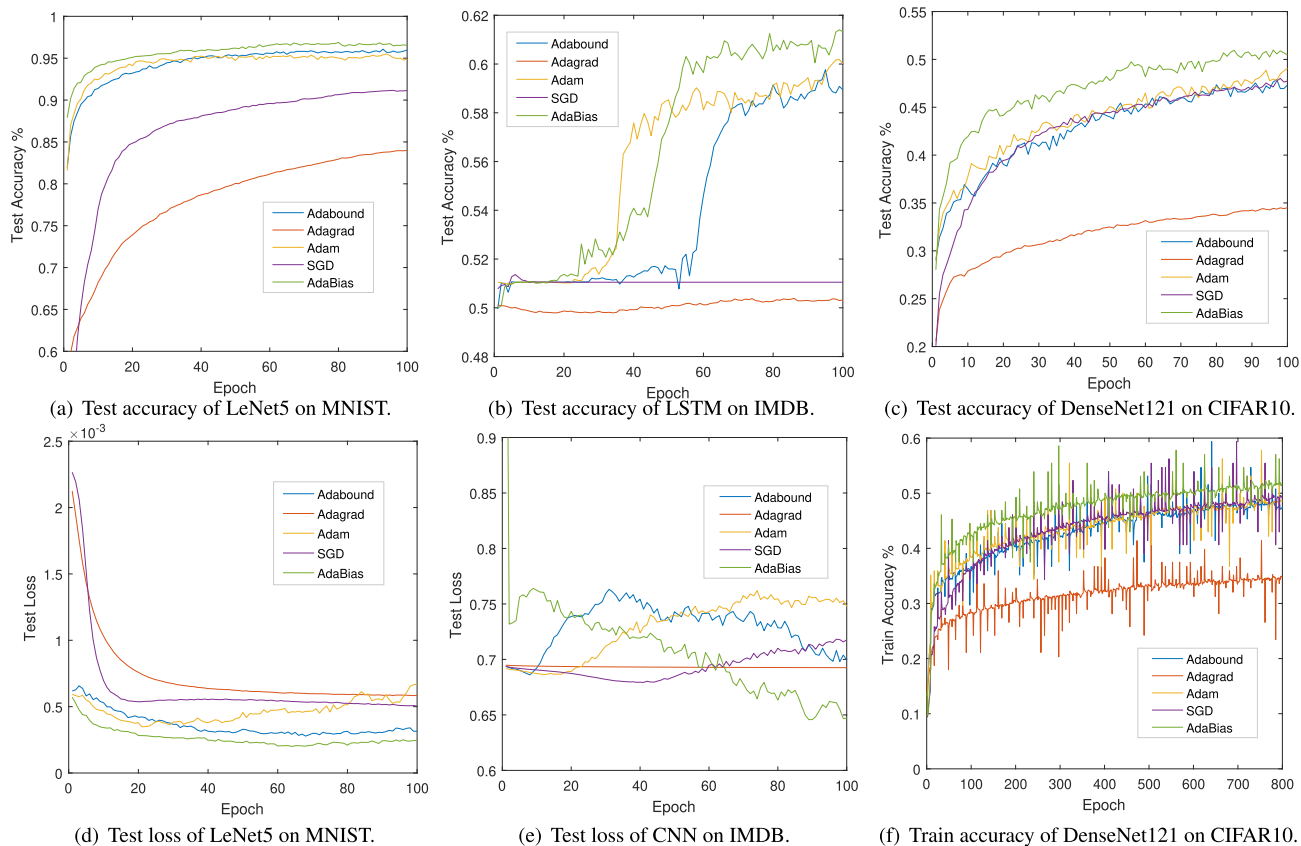 1
0.95
0.9
0.85
0.8
0.75
0.7
0.65
0.6
Test Accuracy %
0 20 40 60 80 100
Epoch
Adabound
Adagrad
Adam
SGD
AdaBias
(a) Test accuracy of LeNet5 on MNIST.
0.62
0.6
0.58
0.56
0.54
0.52
0.5
0.48
Test Accuracy %
0 20 40 60 80 100
Epoch
Adabound
Adagrad
Adam
SGD
AdaBias
(b) Test accuracy of LSTM on IMDB.
0.55
0.5
0.45
0.4
0.35
0.3
0.25
0.2
Test Accuracy %
0 10 20 30 40 50 60 70 80 90 100
Epoch
Adabound
Adagrad
Adam
SGD
AdaBias
(c) Test accuracy of DenseNet121 on CIFAR10.
×10⁻³
2.5
2
1.5
1
0.5
0
Test Loss
0 20 40 60 80 100
Epoch
Adabound
Adagrad
Adam
SGD
AdaBias
(d) Test loss of LeNet5 on MNIST.
0.9
0.85
0.8
0.75
0.7
0.65
0.6
Test Loss
0 20 40 60 80 100
Epoch
Adabound
Adagrad
Adam
SGD
AdaBias
(e) Test loss of CNN on IMDB.
0.6
0.5
0.4
0.3
0.2
0.1
0
Train Accuracy %
0 100 200 300 400 500 600 700 800
Epoch
Adabound
Adagrad
Adam
SGD
AdaBias
(f) Train accuracy of DenseNet121 on CIFAR10.